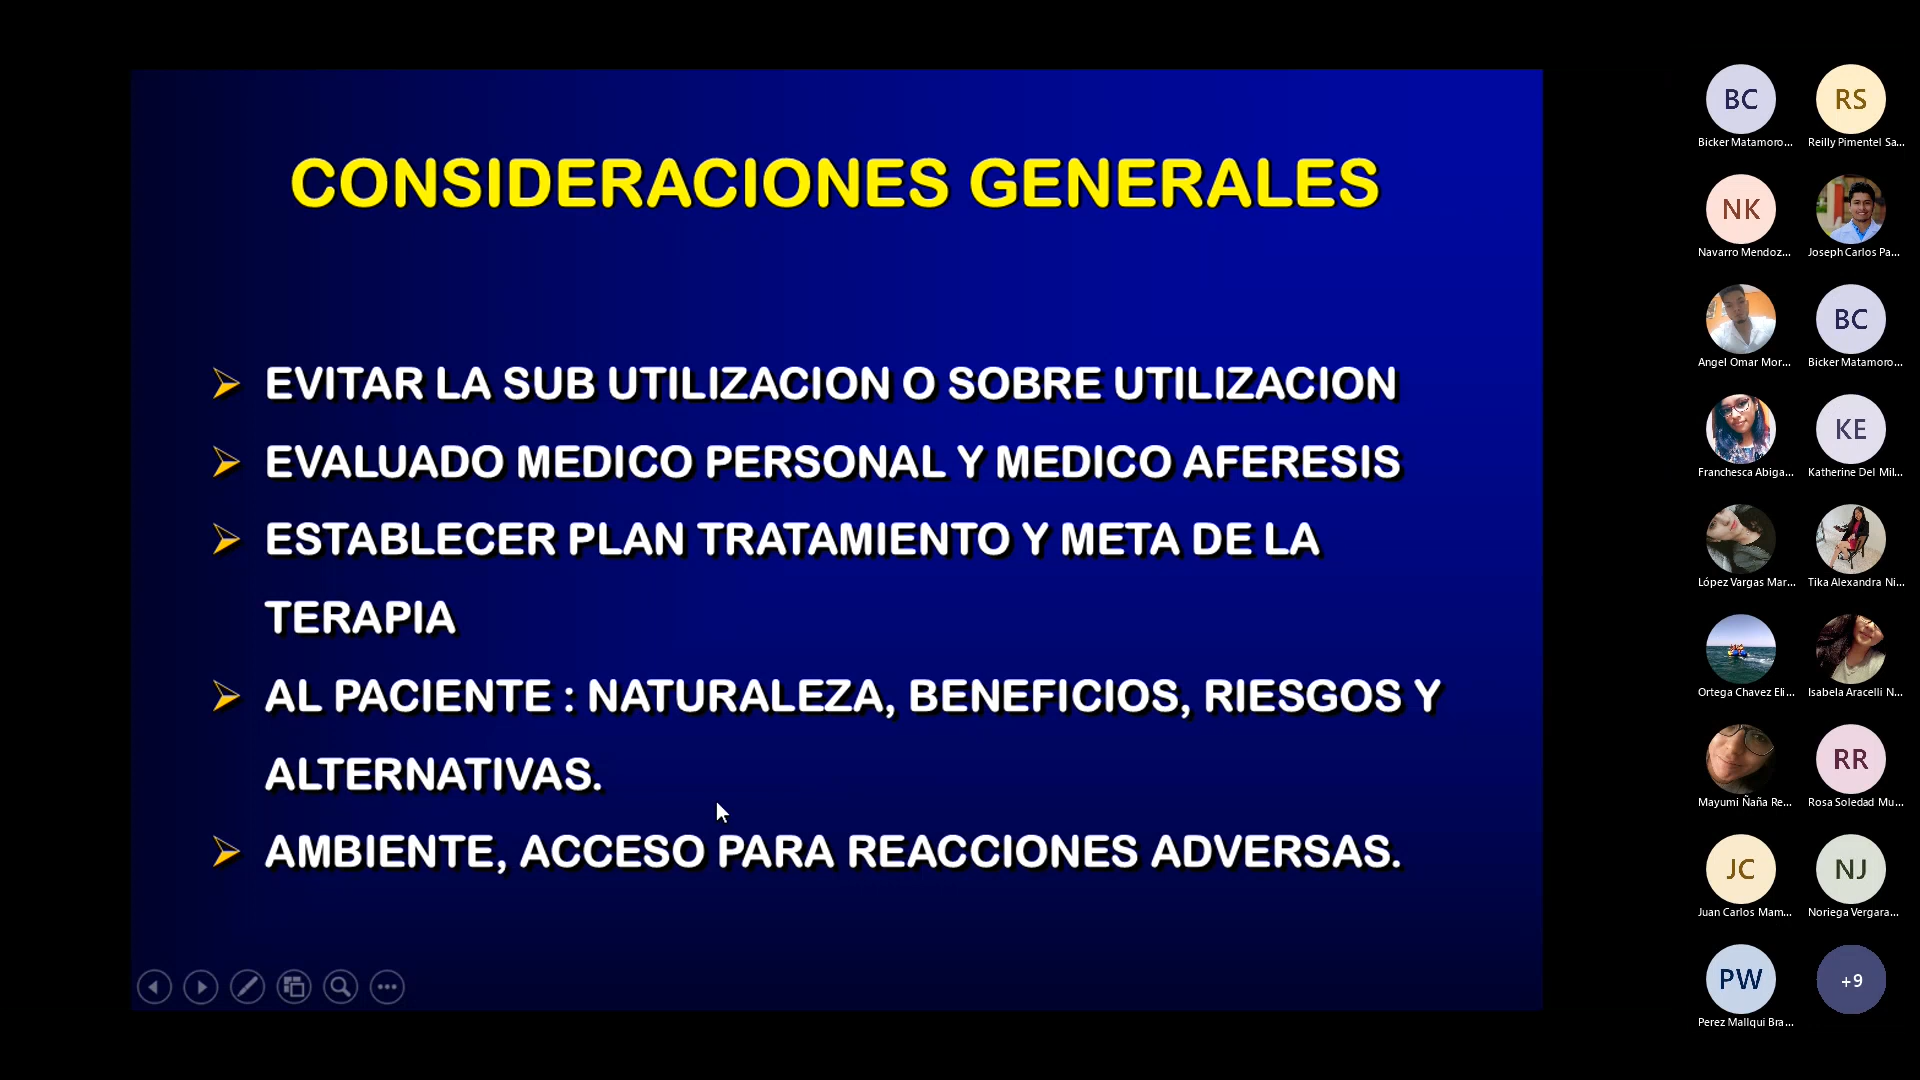 CONSIDERACIONES GENERALES
EVITAR LA SUB UTILIZACION O SOBRE UTILIZACION
EVALUADO MEDICO PERSONAL Y MEDICO AFERESIS
ESTABLECER PLAN TRATAMIENTO Y META DE LA
TERAPIA
AL PACIENTE : NATURALEZA, BENEFICIOS, RIESGOS Y
ALTERNATIVAS.
AMBIENTE, ACCESO PARA REACCIONES ADVERSAS.
BC
RS
Bicker Matamoro...
Reilly Pimentel Sa...
NK
Navarro Mendoz...
Joseph Carlos Pa...
BC
Angel Omar Mor...
Bicker Matamoro...
KE
Franchesca Abiga...
Katherine Del Mil...
López Vargas Mar...
Tika Alexandra Ni...
Ortega Chavez Eli...
Isabela Aracelli N...
RR
Mayumi Ñaña Re...
Rosa Soledad Mu...
JC
NJ
Juan Carlos Mam...
Noriega Vergara...
PW
+9
Perez Mallqui Bra...